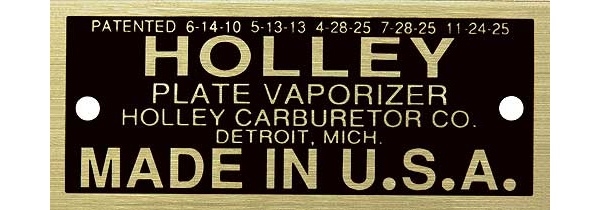 PATENTED 6-14-10 5-13-13 4-28-25 7-28-25 11-24-25
HOLLEY
PLATE VAPORIZER
HOLLEY CARBURETOR CO.
DETROIT, MICH.
MADE IN U.S.A.